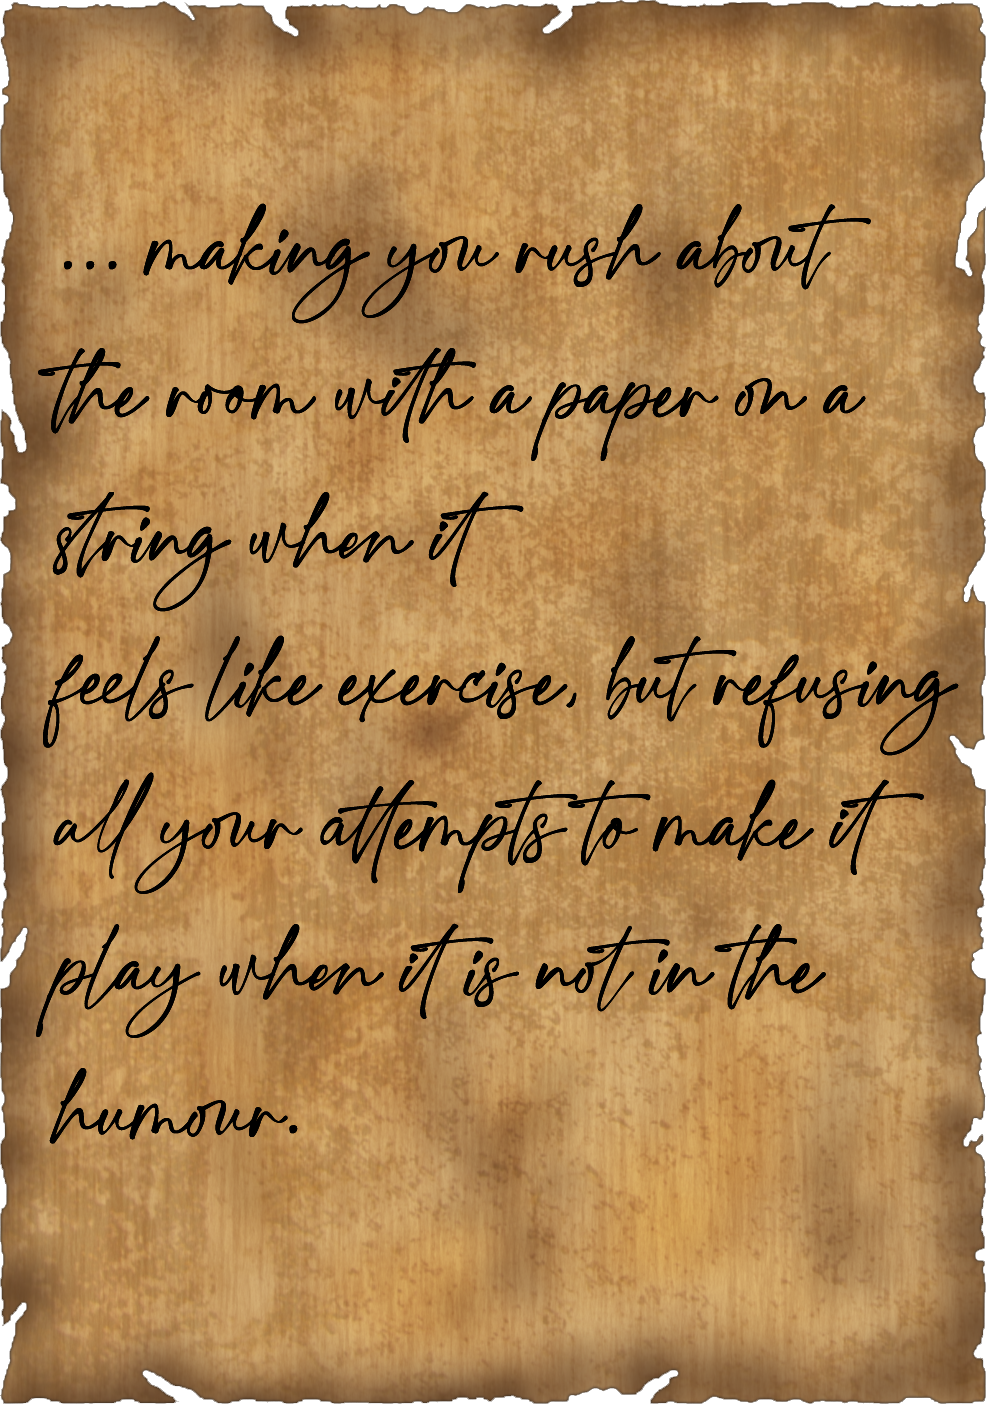 ... making you rush about
the room with a paper on a
string when it
feels like exercise, but refusing
all your attempts to make it
play when it is not in the
humour.